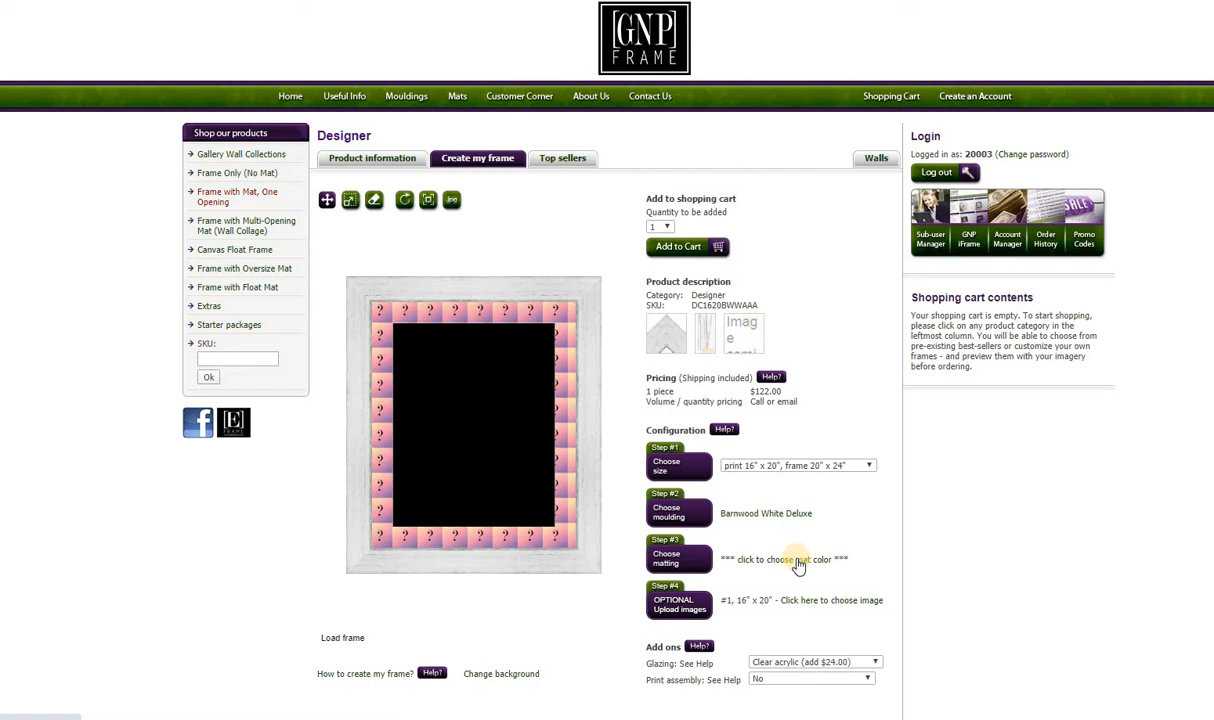 [GNP]
FRAME
Home
Useful Info
Mouldings
Mats
Customer Corner
About Us
Contact Us
Shopping Cart
Create an Account
Shop our products
Gallery Wall Collections
Frame Only (No Mat)
Frame with Mat, One
Opening
Frame with Multi-Opening
Mat (Wall Collage)
Canvas Float Frame
Frame with Oversize Mat
Frame with Float Mat
Extras
Starter packages
SKU:
Ok
f
[E]
FRAME
Designer
Product information
Create my frame
Top sellers
Walls
jpg
? ? ? ? ? ? ? ?
? ?
? ?
? ?
? ?
? ?
? ?
? ?
? ?
? ? ? ? ? ? ? ?
Load frame
How to create my frame?
Help?
Change background
Add to shopping cart
Quantity to be added
1
Add to Cart
Product description
Category: Designer
SKU: DC1620BWWAAA
Imag
e
Pricing (Shipping included) Help?
1 piece $122.00
Volume / quantity pricing Call or email
Configuration Help?
Step #1
Choose
size
print 16" x 20", frame 20" x 24"
Step #2
Choose
moulding
Barnwood White Deluxe
Step #3
Choose
matting
*** click to choose mat color ***
Step #4
OPTIONAL
Upload images
#1, 16" x 20" - Click here to choose image
Add ons Help?
Glazing: See Help Clear acrylic (add $24.00)
Print assembly: See Help No
Login
Logged in as: 20003 (Change password)
Log out
SALE
Sub-user
Manager
GNP
iFrame
Account
Manager
Order
History
Promo
Codes
Shopping cart contents
Your shopping cart is empty. To start shopping,
please click on any product category in the
leftmost column. You will be able to choose from
pre-existing best-sellers or customize your own
frames - and preview them with your imagery
before ordering.